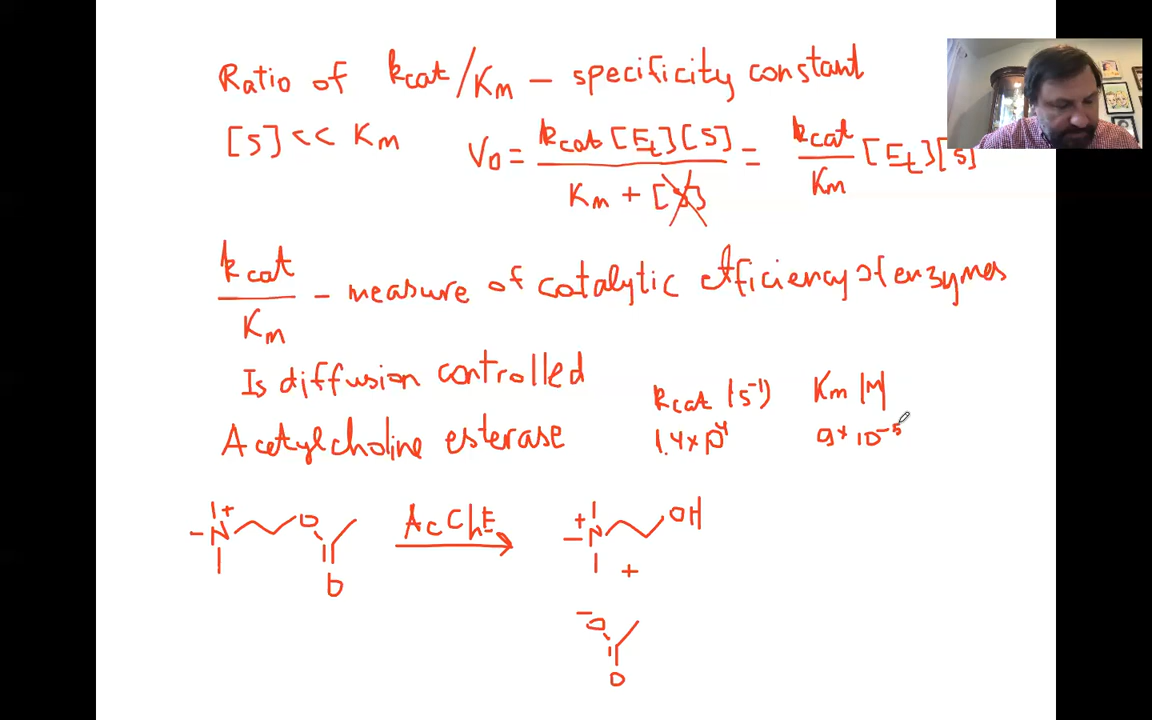 Ratio of kcat/Km – specificity constant
[S] << Km V0 = kcat[Et][S] / Km + [S] = kcat/Km [Et][S]
kcat/Km – measure of catalytic efficiency of enzymes
Is diffusion controlled
kcat (s⁻¹) Km (M)
Acetylcholine esterase 1.4×10⁴ 9×10⁻⁵
N + O O
AcChE
+ N OH
+
⁻O O